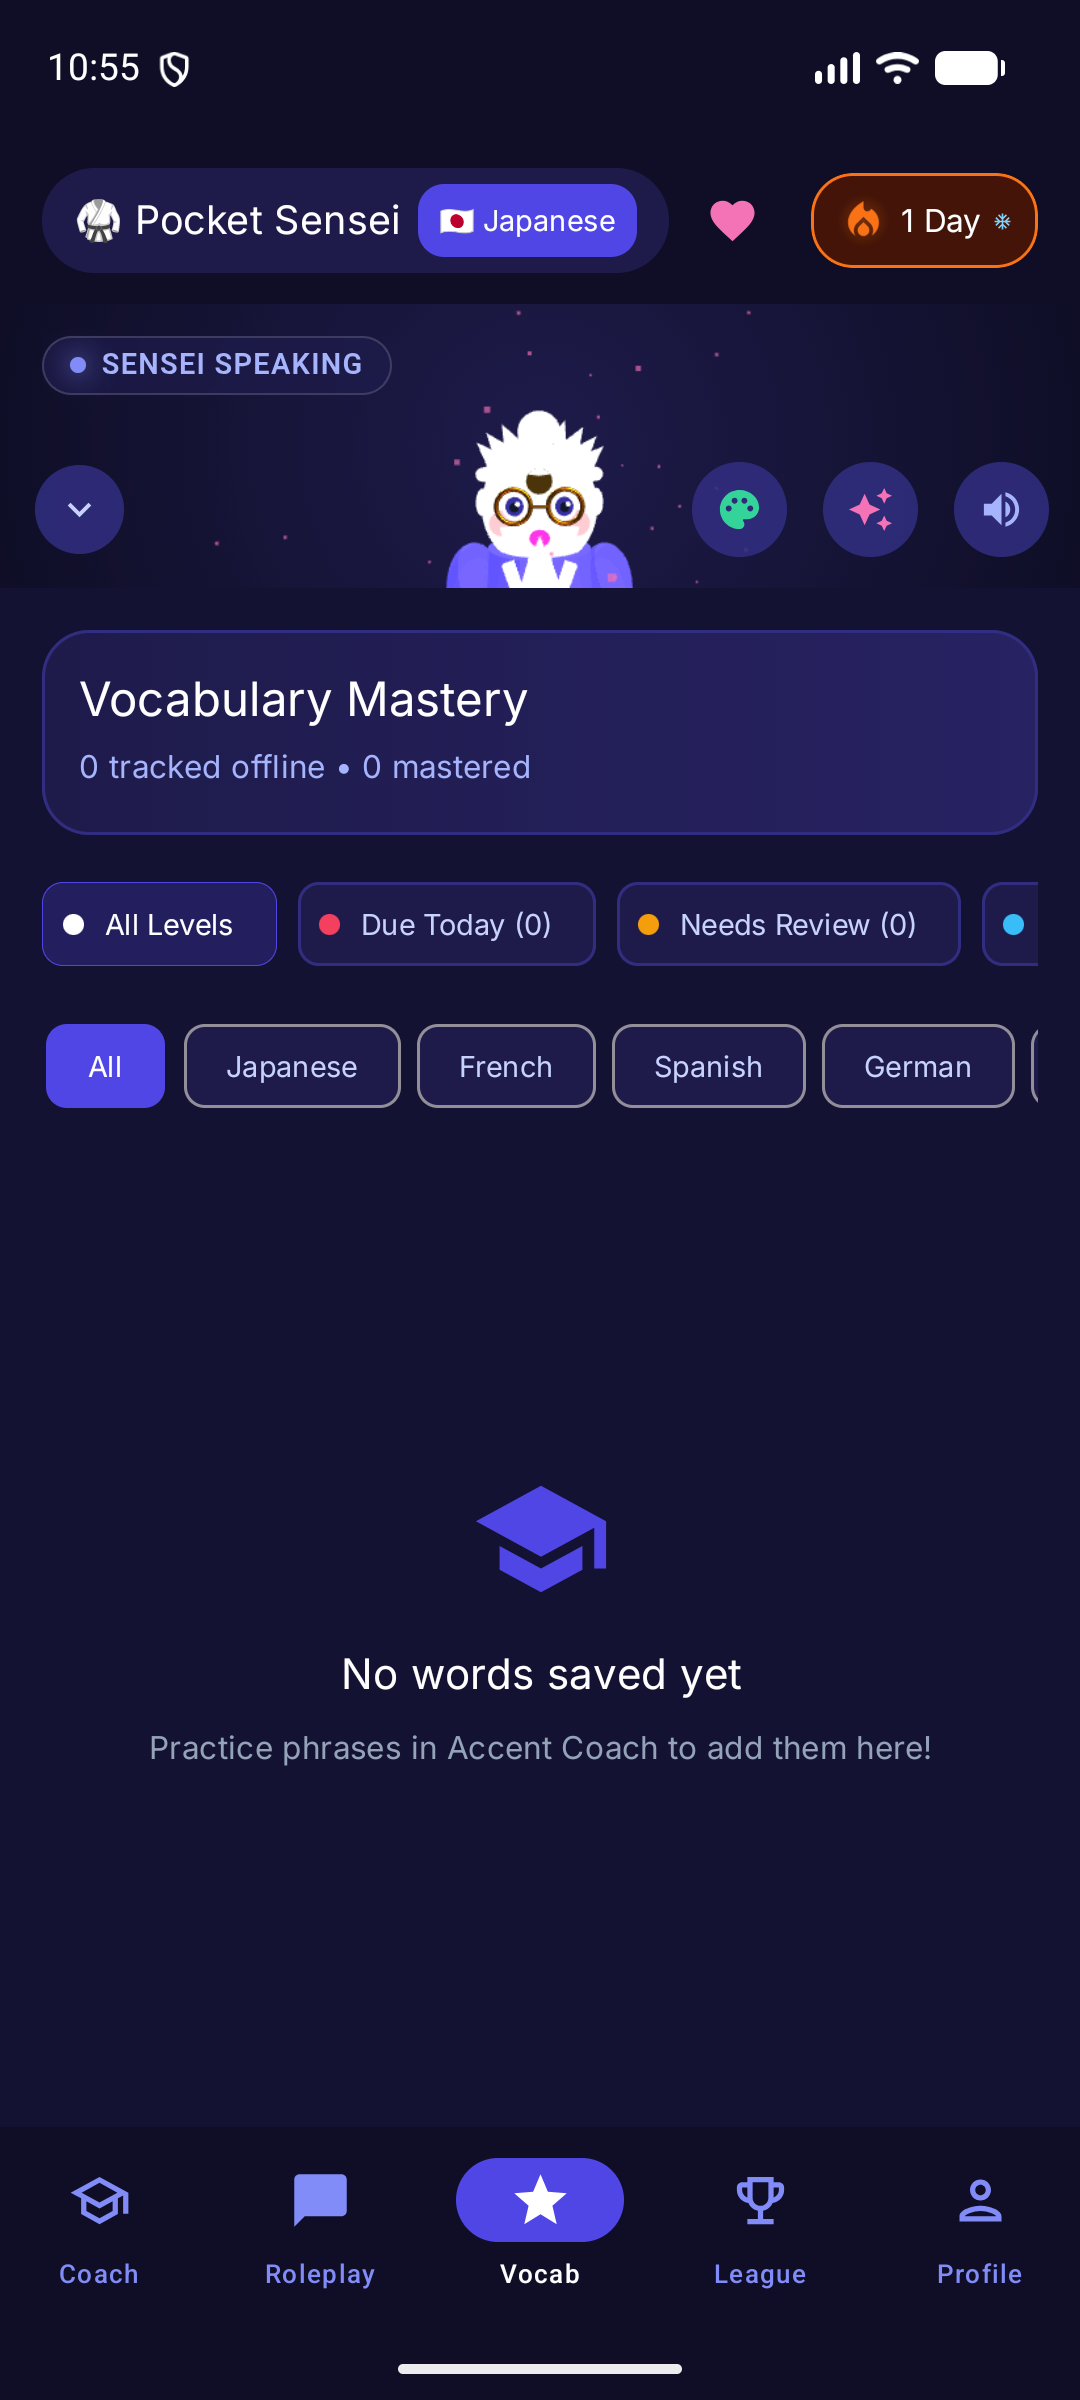 10:55
Pocket Sensei
🇯🇵 Japanese
1 Day
SENSEI SPEAKING
Vocabulary Mastery
0 tracked offline • 0 mastered
All Levels
Due Today (0)
Needs Review (0)
All
Japanese
French
Spanish
German
No words saved yet
Practice phrases in Accent Coach to add them here!
Coach
Roleplay
Vocab
League
Profile